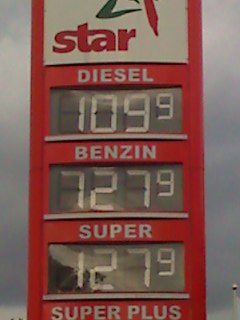 star
DIESEL
109 9
BENZIN
127 9
SUPER
127 9
SUPER PLUS